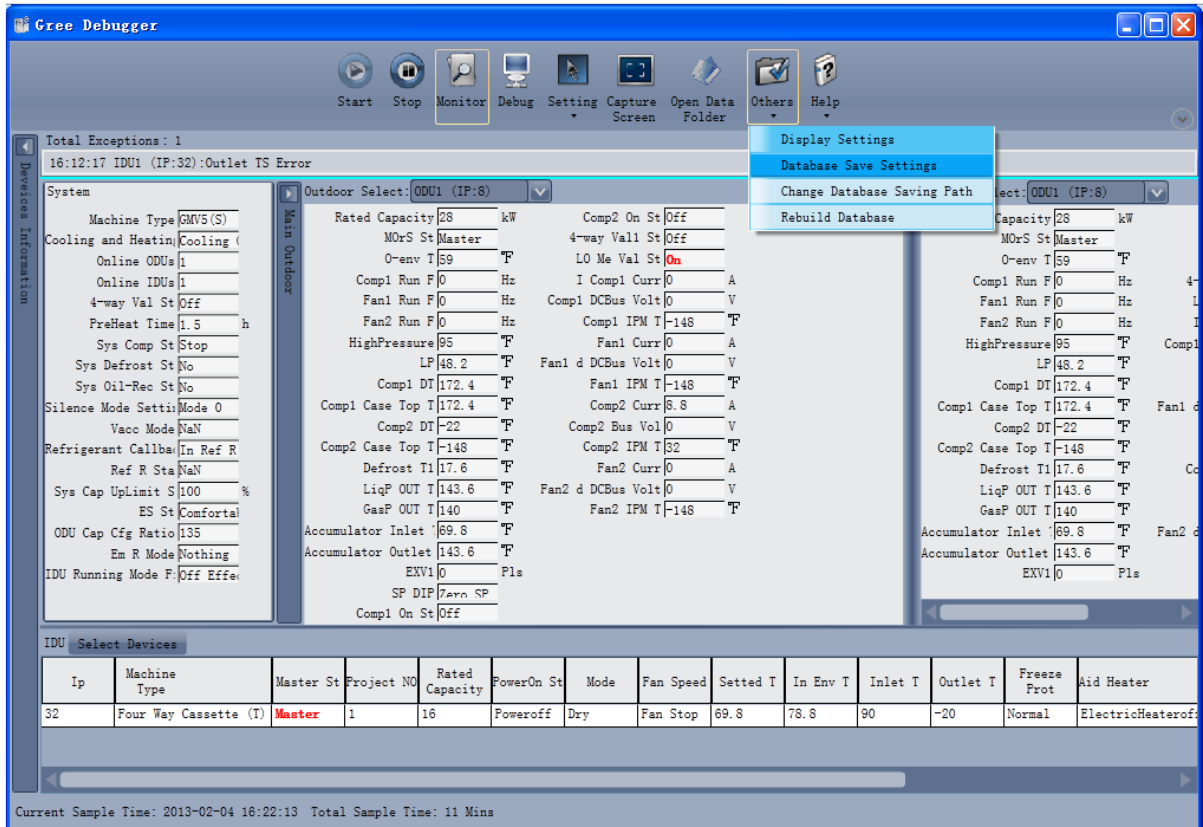 Gree Debugger
Start Stop Monitor Debug Setting Capture Screen Open Data Folder Others Help
Display Settings
Database Save Settings
Change Database Saving Path
Rebuild Database
Total Exceptions: 1
16:12:17 IDU1 (IP:32):Outlet TS Error
Deveices Information
System
Machine Type GMV5(S)
Cooling and Heatin Cooling (
Online ODUs 1
Online IDUs 1
4-way Val St Off
PreHeat Time 1.5 h
Sys Comp St Stop
Sys Defrost St No
Sys Oil-Rec St No
Silence Mode Setti Mode 0
Vacc Mode NaN
Refrigerant Callba In Ref R
Ref R Sta NaN
Sys Cap UpLimit S 100 %
ES St Comforta
ODU Cap Cfg Ratio 135
Em R Mode Nothing
IDU Running Mode F: Off Effe
Main Outdoor
Outdoor Select: ODU1 (IP:8)
Rated Capacity 28 kW
MOrS St Master
O-env T 59 ℉
Comp1 Run F 0 Hz
Fan1 Run F 0 Hz
Fan2 Run F 0 Hz
HighPressure 95 ℉
LP 48.2 ℉
Comp1 DT 172.4 ℉
Comp1 Case Top T 172.4 ℉
Comp2 DT -22 ℉
Comp2 Case Top T -148 ℉
Defrost T1 17.6 ℉
LiqP OUT T 143.6 ℉
GasP OUT T 140 ℉
Accumulator Inlet 69.8 ℉
Accumulator Outlet 143.6 ℉
EXV1 0 Pls
SP DIP Zero SP
Comp1 On St Off
Comp2 On St Off
4-way Val1 St Off
LO Me Val St On
I Comp1 Curr 0 A
Comp1 DCBus Volt 0 V
Comp1 IPM T -148 ℉
Fan1 Curr 0 A
Fan1 d DCBus Volt 0 V
Fan1 IPM T -148 ℉
Comp2 Curr 8.8 A
Comp2 Bus Vol 0 V
Comp2 IPM T 32 ℉
Fan2 Curr 0 A
Fan2 d DCBus Volt 0 V
Fan2 IPM T -148 ℉
lect: ODU1 (IP:8)
Capacity 28 kW
MOrS St Master
O-env T 59 ℉
Comp1 Run F 0 Hz 4-
Fan1 Run F 0 Hz L
Fan2 Run F 0 Hz I
HighPressure 95 ℉ Comp1
LP 48.2 ℉
Comp1 DT 172.4 ℉
Comp1 Case Top T 172.4 ℉ Fan1 d
Comp2 DT -22 ℉
Comp2 Case Top T -148 ℉
Defrost T1 17.6 ℉ Co
LiqP OUT T 143.6 ℉
GasP OUT T 140 ℉
Accumulator Inlet 69.8 ℉ Fan2 d
Accumulator Outlet 143.6 ℉
EXV1 0 Pls
IDU Select Devices
Ip Machine Type Master St Project NO Rated Capacity PowerOn St Mode Fan Speed Setted T In Env T Inlet T Outlet T Freeze Prot Aid Heater
32 Four Way Cassette (T) Master 1 16 Poweroff Dry Fan Stop 69.8 78.8 90 -20 Normal ElectricHeaterof
Current Sample Time: 2013-02-04 16:22:13 Total Sample Time: 11 Mins